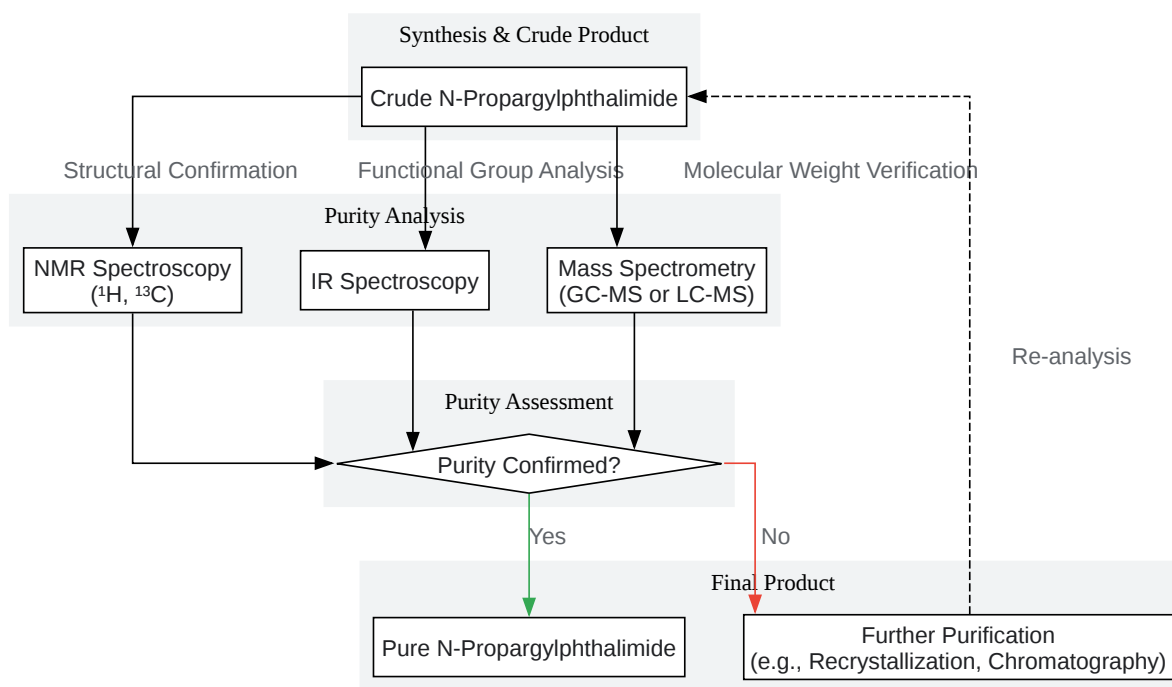 Synthesis & Crude Product
Crude N-Propargylphthalimide
Structural Confirmation
Functional Group Analysis
Molecular Weight Verification
Purity Analysis
NMR Spectroscopy
(¹H, ¹³C)
IR Spectroscopy
Mass Spectrometry
(GC-MS or LC-MS)
Re-analysis
Purity Assessment
Purity Confirmed?
Yes
No
Final Product
Pure N-Propargylphthalimide
Further Purification
(e.g., Recrystallization, Chromatography)